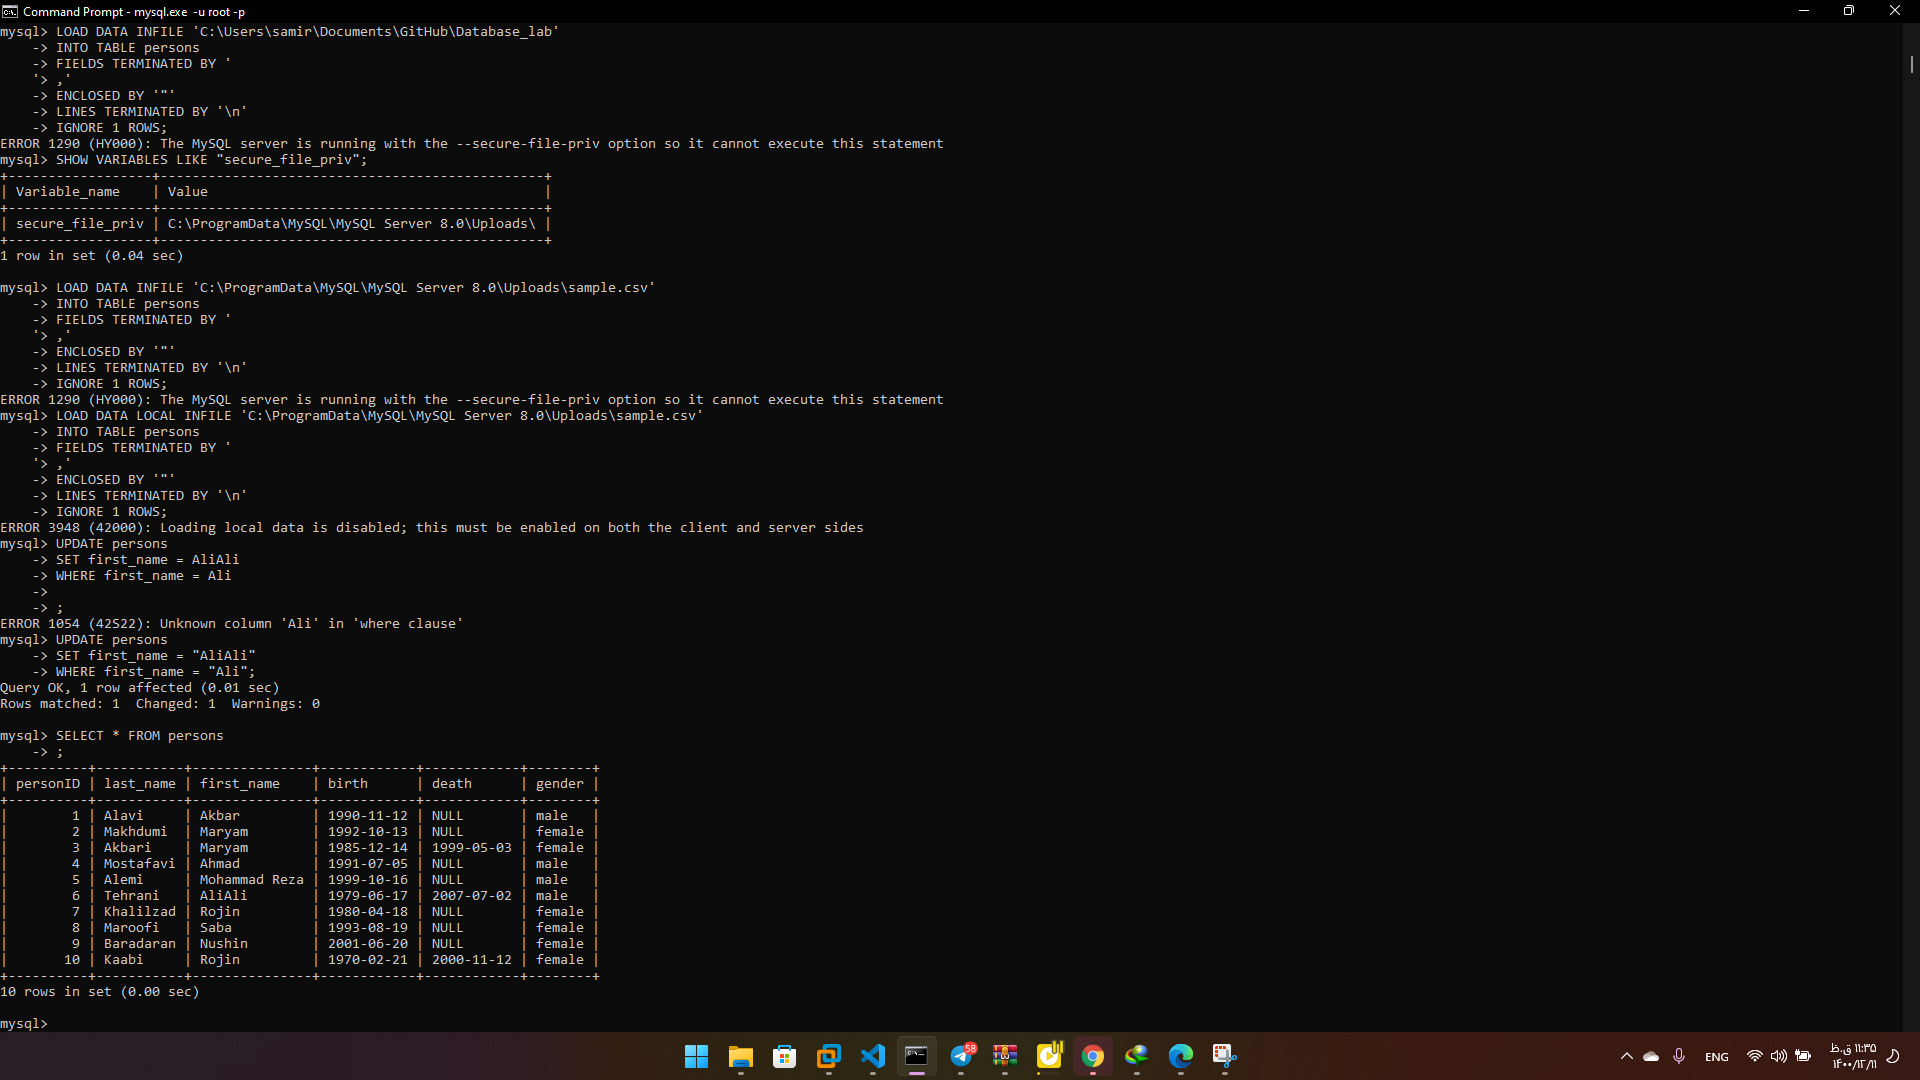 Command Prompt - mysql.exe -u root -p
mysql> LOAD DATA INFILE 'C:\Users\samir\Documents\GitHub\Database_lab'
    -> INTO TABLE persons
    -> FIELDS TERMINATED BY '
    '> ,'
    -> ENCLOSED BY '"'
    -> LINES TERMINATED BY '\n'
    -> IGNORE 1 ROWS;
ERROR 1290 (HY000): The MySQL server is running with the --secure-file-priv option so it cannot execute this statement
mysql> SHOW VARIABLES LIKE "secure_file_priv";
+------------------+------------------------------------------------+
| Variable_name    | Value                                          |
+------------------+------------------------------------------------+
| secure_file_priv | C:\ProgramData\MySQL\MySQL Server 8.0\Uploads\ |
+------------------+------------------------------------------------+
1 row in set (0.04 sec)
mysql> LOAD DATA INFILE 'C:\ProgramData\MySQL\MySQL Server 8.0\Uploads\sample.csv'
    -> INTO TABLE persons
    -> FIELDS TERMINATED BY '
    '> ,'
    -> ENCLOSED BY '"'
    -> LINES TERMINATED BY '\n'
    -> IGNORE 1 ROWS;
ERROR 1290 (HY000): The MySQL server is running with the --secure-file-priv option so it cannot execute this statement
mysql> LOAD DATA LOCAL INFILE 'C:\ProgramData\MySQL\MySQL Server 8.0\Uploads\sample.csv'
    -> INTO TABLE persons
    -> FIELDS TERMINATED BY '
    '> ,'
    -> ENCLOSED BY '"'
    -> LINES TERMINATED BY '\n'
    -> IGNORE 1 ROWS;
ERROR 3948 (42000): Loading local data is disabled; this must be enabled on both the client and server sides
mysql> UPDATE persons
    -> SET first_name = AliAli
    -> WHERE first_name = Ali
    ->
    -> ;
ERROR 1054 (42S22): Unknown column 'Ali' in 'where clause'
mysql> UPDATE persons
    -> SET first_name = "AliAli"
    -> WHERE first_name = "Ali";
Query OK, 1 row affected (0.01 sec)
Rows matched: 1  Changed: 1  Warnings: 0
mysql> SELECT * FROM persons
    -> ;
+----------+-----------+---------------+------------+------------+--------+
| personID | last_name | first_name    | birth      | death      | gender |
+----------+-----------+---------------+------------+------------+--------+
|        1 | Alavi     | Akbar         | 1990-11-12 | NULL       | male   |
|        2 | Makhdumi  | Maryam        | 1992-10-13 | NULL       | female |
|        3 | Akbari    | Maryam        | 1985-12-14 | 1999-05-03 | female |
|        4 | Mostafavi | Ahmad         | 1991-07-05 | NULL       | male   |
|        5 | Alemi     | Mohammad Reza | 1999-10-16 | NULL       | male   |
|        6 | Tehrani   | AliAli        | 1979-06-17 | 2007-07-02 | male   |
|        7 | Khalilzad | Rojin         | 1980-04-18 | NULL       | female |
|        8 | Maroofi   | Saba          | 1993-08-19 | NULL       | female |
|        9 | Baradaran | Nushin        | 2001-06-20 | NULL       | female |
|       10 | Kaabi     | Rojin         | 1970-02-21 | 2000-11-12 | female |
+----------+-----------+---------------+------------+------------+--------+
10 rows in set (0.00 sec)
mysql>
58
ENG
۱۱:۳۵ ق.ظ
۱۴۰۰/۱۲/۱۱